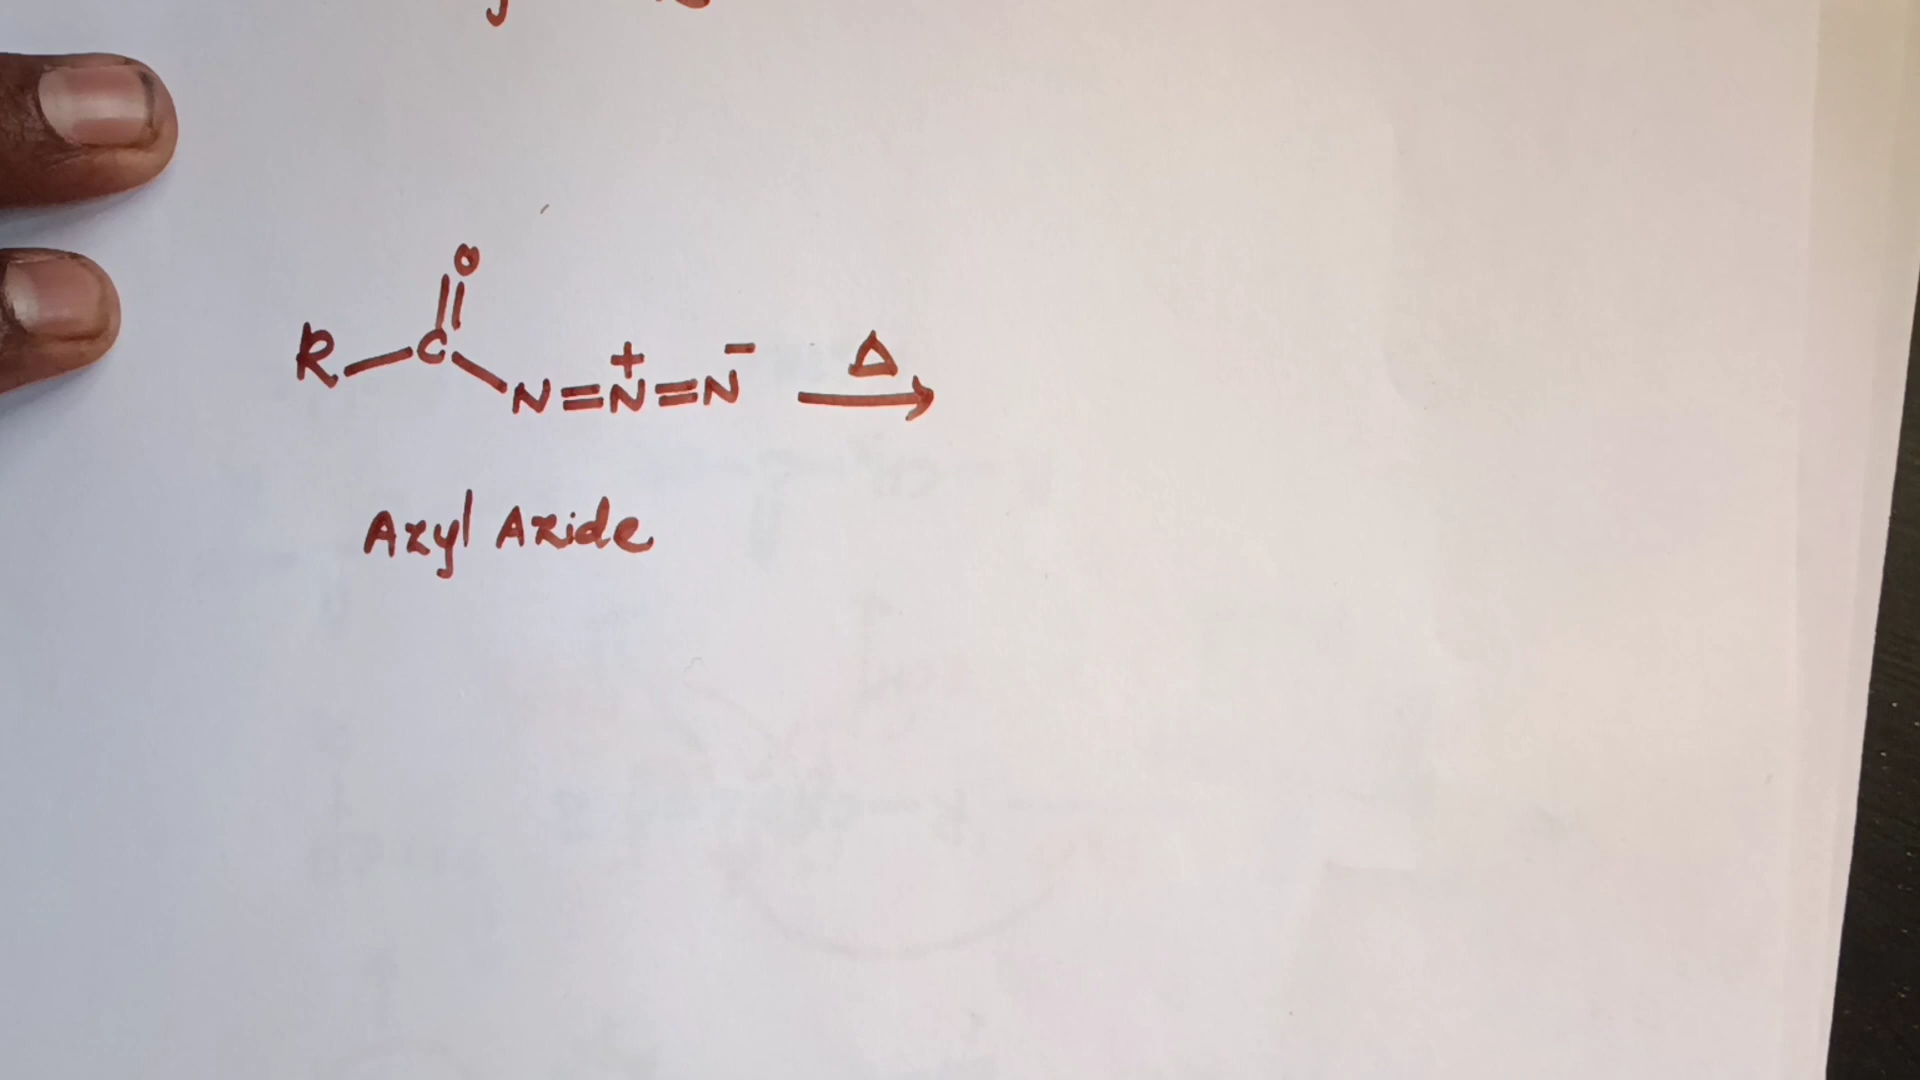 O
R C N=N⁺=N⁻ Δ
Azyl Azide